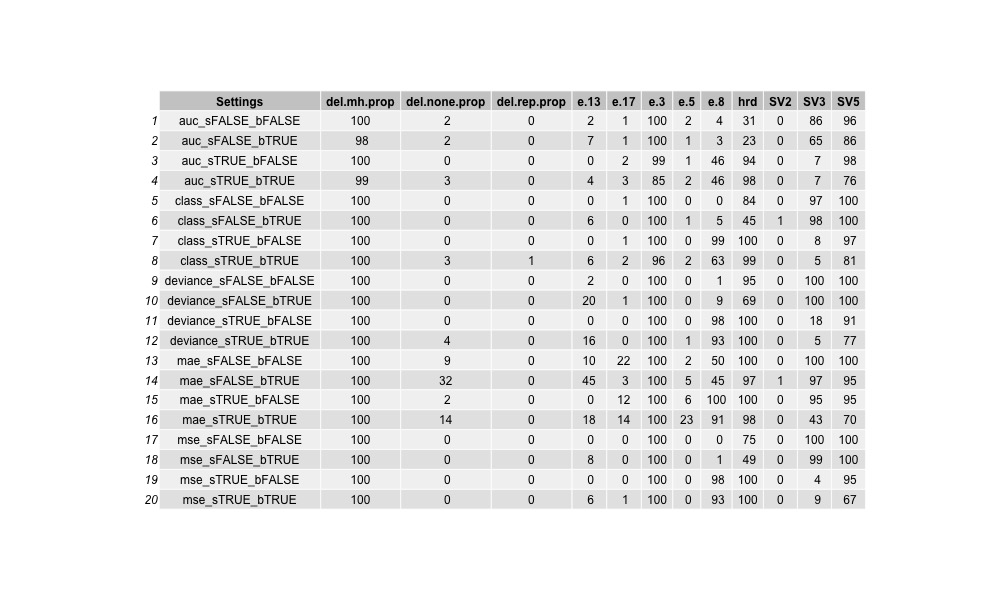 Settings del.mh.prop del.none.prop del.rep.prop e.13 e.17 e.3 e.5 e.8 hrd SV2 SV3 SV5
1 auc_sFALSE_bFALSE 100 2 0 2 1 100 2 4 31 0 86 96
2 auc_sFALSE_bTRUE 98 2 0 7 1 100 1 3 23 0 65 86
3 auc_sTRUE_bFALSE 100 0 0 0 2 99 1 46 94 0 7 98
4 auc_sTRUE_bTRUE 99 3 0 4 3 85 2 46 98 0 7 76
5 class_sFALSE_bFALSE 100 0 0 0 1 100 0 0 84 0 97 100
6 class_sFALSE_bTRUE 100 0 0 6 0 100 1 5 45 1 98 100
7 class_sTRUE_bFALSE 100 0 0 0 1 100 0 99 100 0 8 97
8 class_sTRUE_bTRUE 100 3 1 6 2 96 2 63 99 0 5 81
9 deviance_sFALSE_bFALSE 100 0 0 2 0 100 0 1 95 0 100 100
10 deviance_sFALSE_bTRUE 100 0 0 20 1 100 0 9 69 0 100 100
11 deviance_sTRUE_bFALSE 100 0 0 0 0 100 0 98 100 0 18 91
12 deviance_sTRUE_bTRUE 100 4 0 16 0 100 1 93 100 0 5 77
13 mae_sFALSE_bFALSE 100 9 0 10 22 100 2 50 100 0 100 100
14 mae_sFALSE_bTRUE 100 32 0 45 3 100 5 45 97 1 97 95
15 mae_sTRUE_bFALSE 100 2 0 0 12 100 6 100 100 0 95 95
16 mae_sTRUE_bTRUE 100 14 0 18 14 100 23 91 98 0 43 70
17 mse_sFALSE_bFALSE 100 0 0 0 0 100 0 0 75 0 100 100
18 mse_sFALSE_bTRUE 100 0 0 8 0 100 0 1 49 0 99 100
19 mse_sTRUE_bFALSE 100 0 0 0 0 100 0 98 100 0 4 95
20 mse_sTRUE_bTRUE 100 0 0 6 1 100 0 93 100 0 9 67